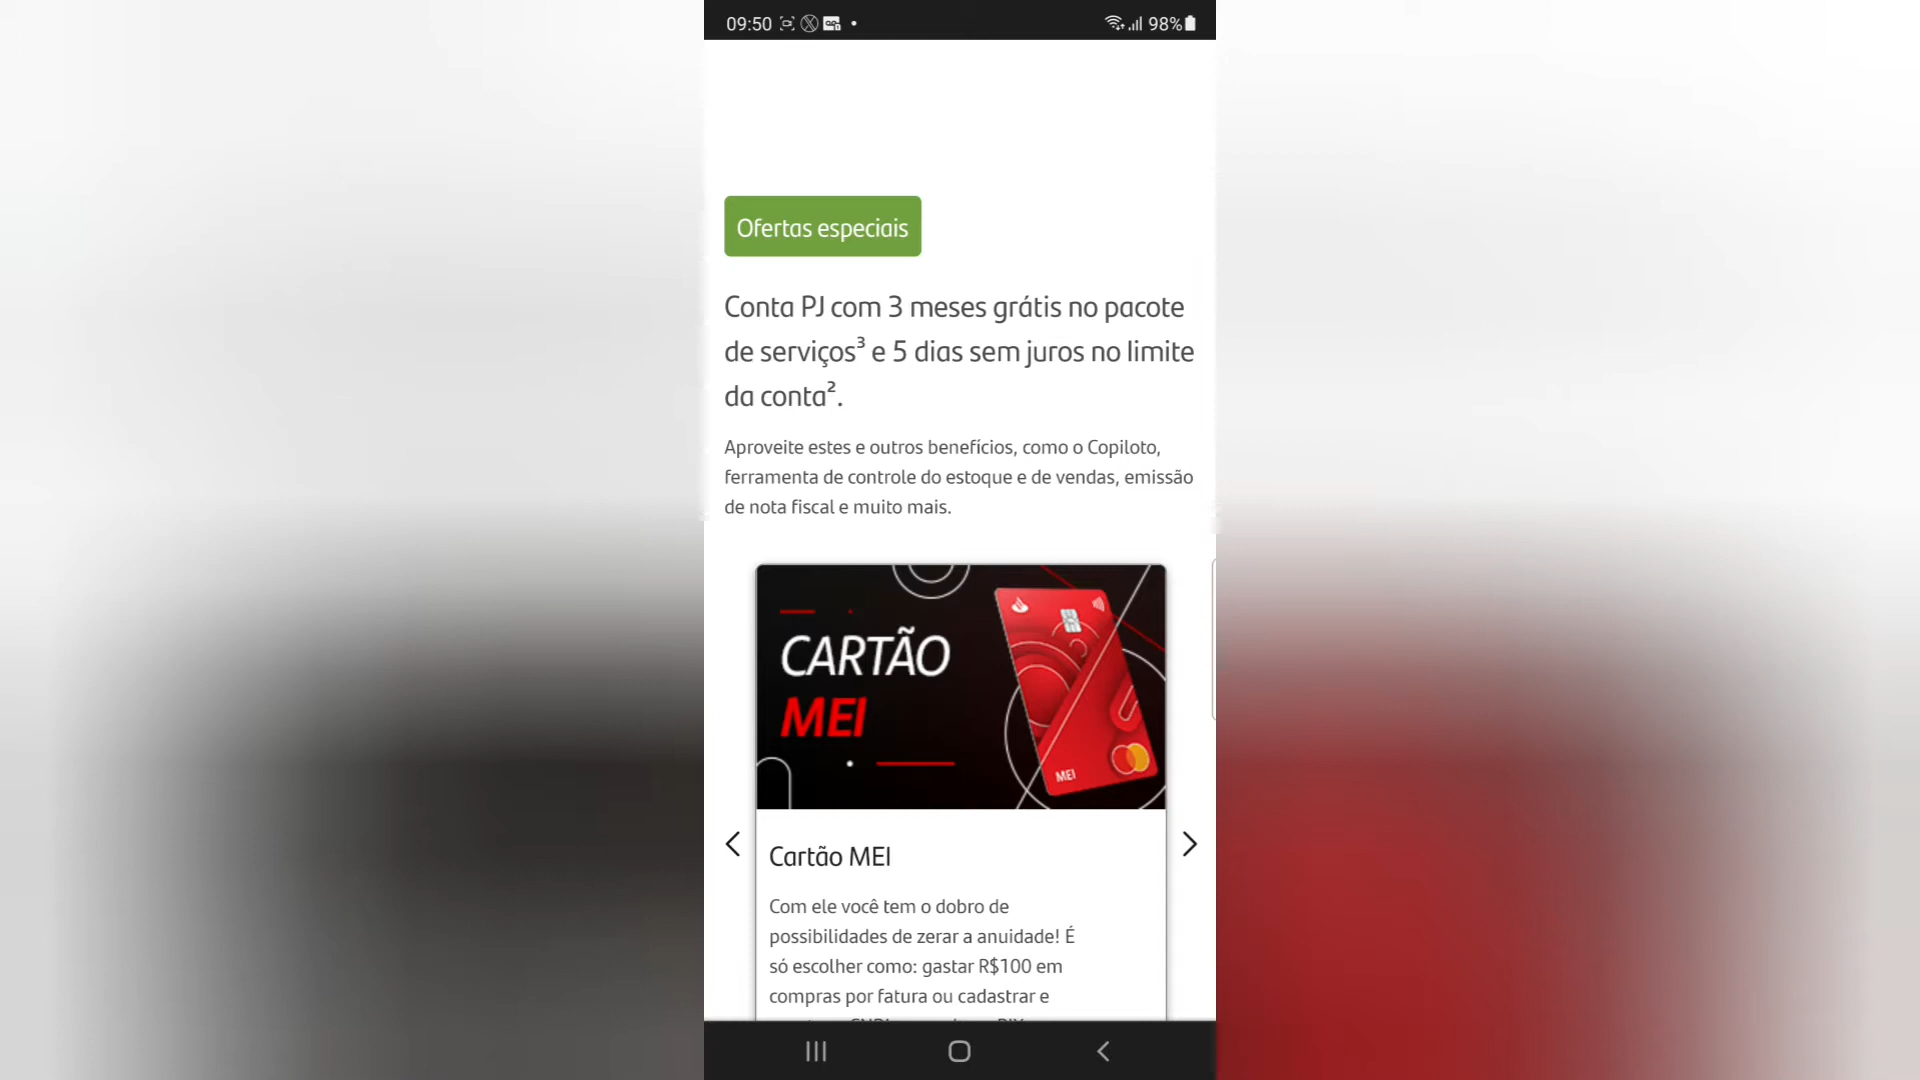 09:50
98%
Ofertas especiais
Conta PJ com 3 meses grátis no pacote
de serviços³ e 5 dias sem juros no limite
da conta².
Aproveite estes e outros benefícios, como o Copiloto,
ferramenta de controle do estoque e de vendas, emissão
de nota fiscal e muito mais.
CARTÃO
MEI
MEI
Cartão MEI
Com ele você tem o dobro de
possibilidades de zerar a anuidade! É
só escolher como: gastar R$100 em
compras por fatura ou cadastrar e